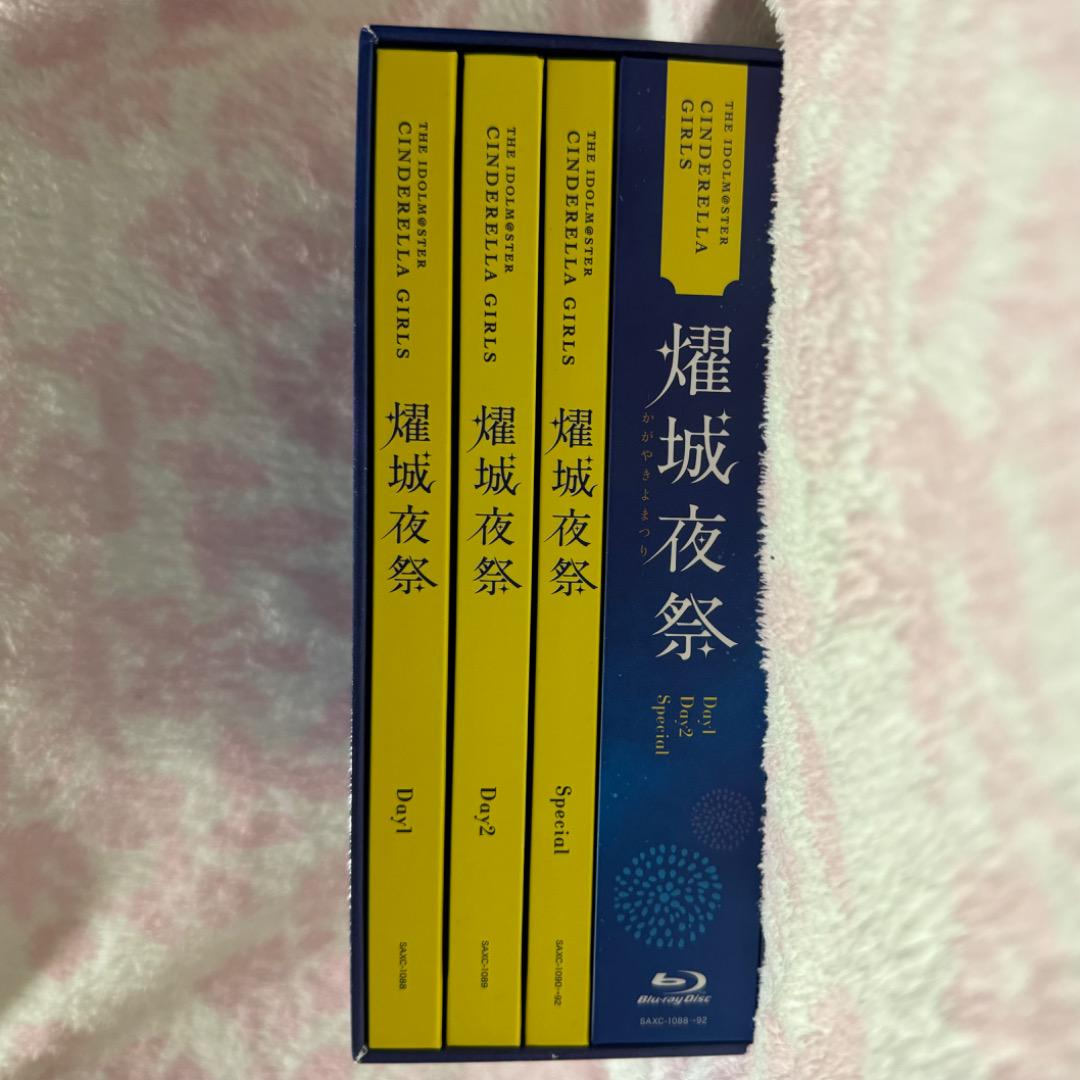 THE IDOLM@STER
CINDERELLA GIRLS
燿城夜祭
Day1
SAXC-1088
THE IDOLM@STER
CINDERELLA GIRLS
燿城夜祭
Day2
SAXC-1089
THE IDOLM@STER
CINDERELLA GIRLS
燿城夜祭
Special
SAXC-1090→92
THE IDOLM@STER
CINDERELLA
GIRLS
燿城夜祭
かがやきよまつり
Day1
Day2
Special
Blu-ray Disc
SAXC-1088→92